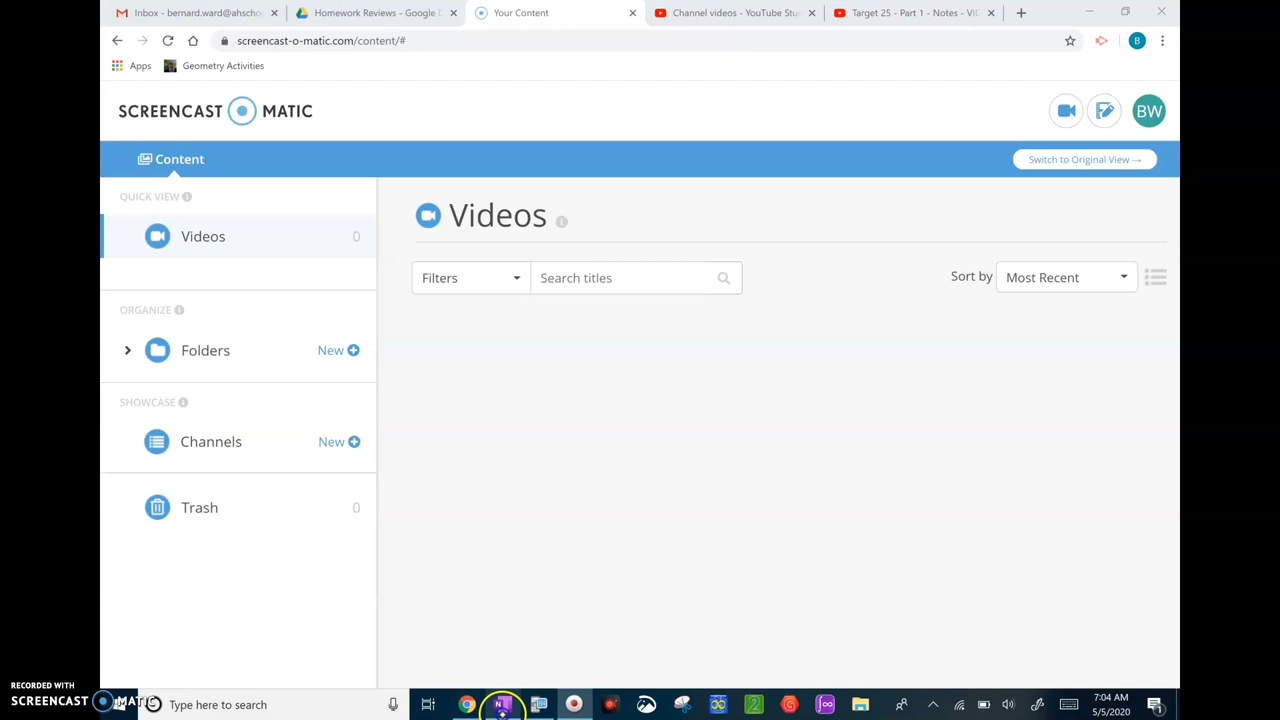 Inbox - bernard.ward@ahscho
Homework Reviews - Google D
Your Content
Channel videos - YouTube Stu
Target 25 - Part 1 - Notes - VID
screencast-o-matic.com/content/#
B
Apps
Geometry Activities
SCREENCAST MATIC
BW
Content
Switch to Original View →
QUICK VIEW
Videos 0
ORGANIZE
Folders New
SHOWCASE
Channels New
Trash 0
Videos
Filters
Search titles
Sort by
Most Recent
RECORDED WITH
SCREENCAST MATIC
Type here to search
7:04 AM
5/5/2020